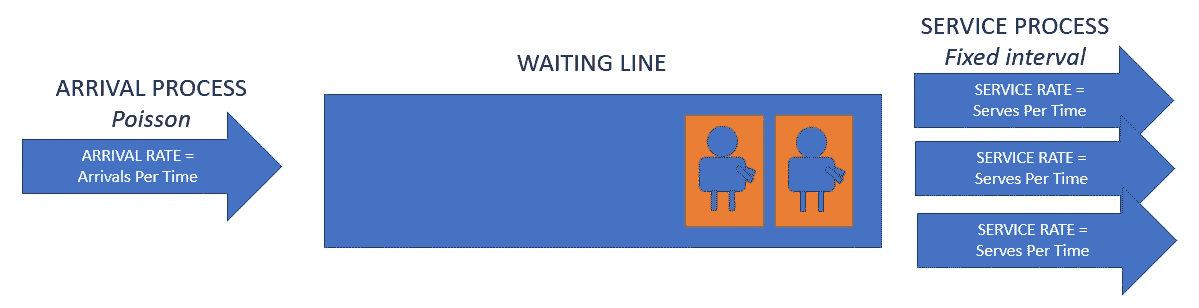 ARRIVAL PROCESS
Poisson
ARRIVAL RATE =
Arrivals Per Time
WAITING LINE
SERVICE PROCESS
Fixed interval
SERVICE RATE =
Serves Per Time
SERVICE RATE =
Serves Per Time
SERVICE RATE =
Serves Per Time